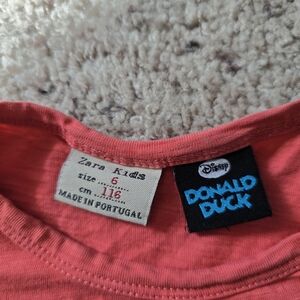 Zara Kids
size 6
cm 116
MADE IN PORTUGAL
Disney
DONALD
DUCK